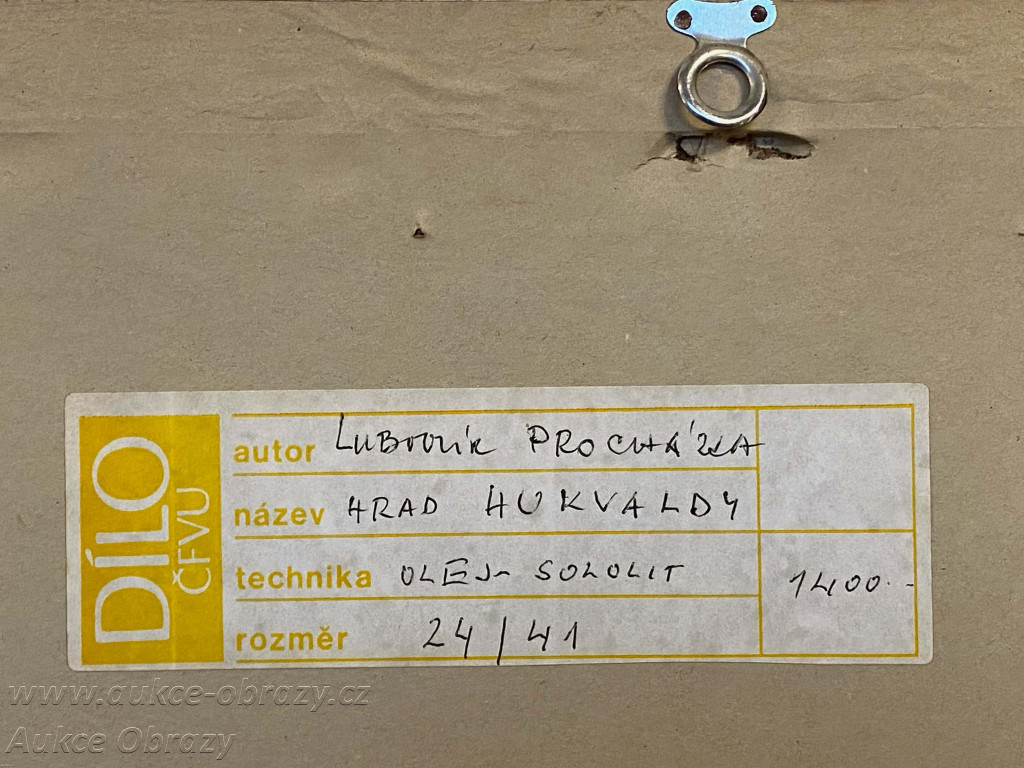 DÍLO
ČFVU
autor LUBOMÍR PROCHÁZKA
název HRAD HUKVALDY
technika OLEJ- SOLOLIT
rozměr 24/41
1400.-
www.aukce-obrazy.cz
Aukce Obrazy